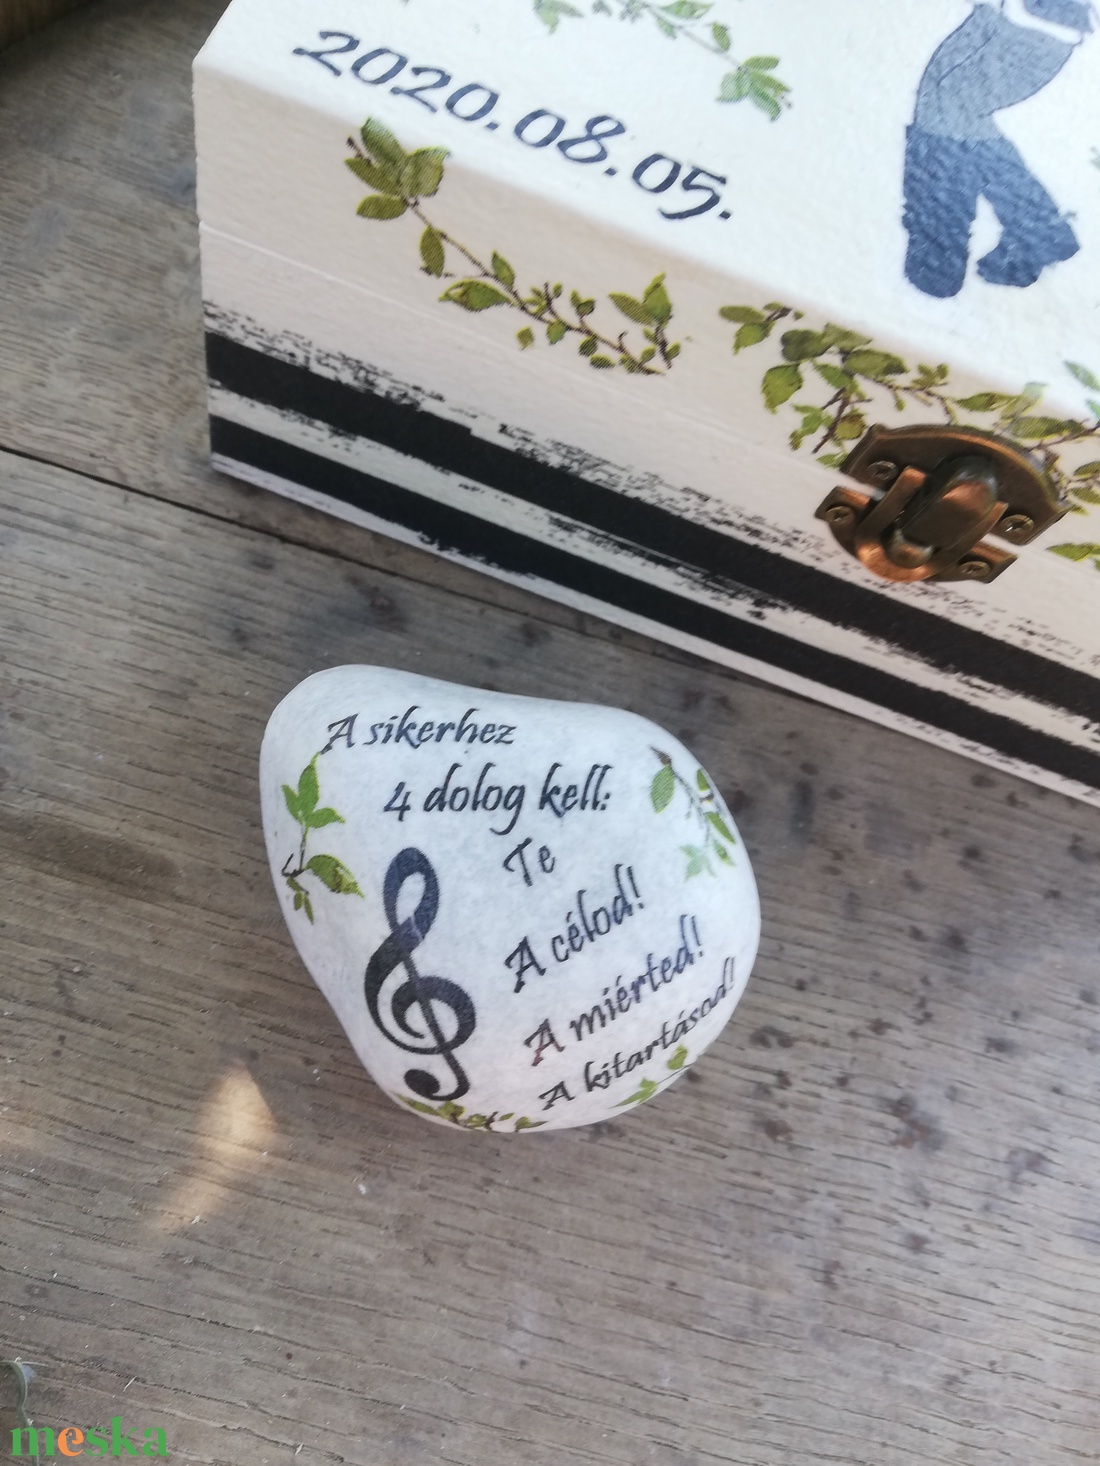 2020.08.05.
A sikerhez
4 dolog kell:
Te
A célod!
A miérted!
A kitartásod!
meska